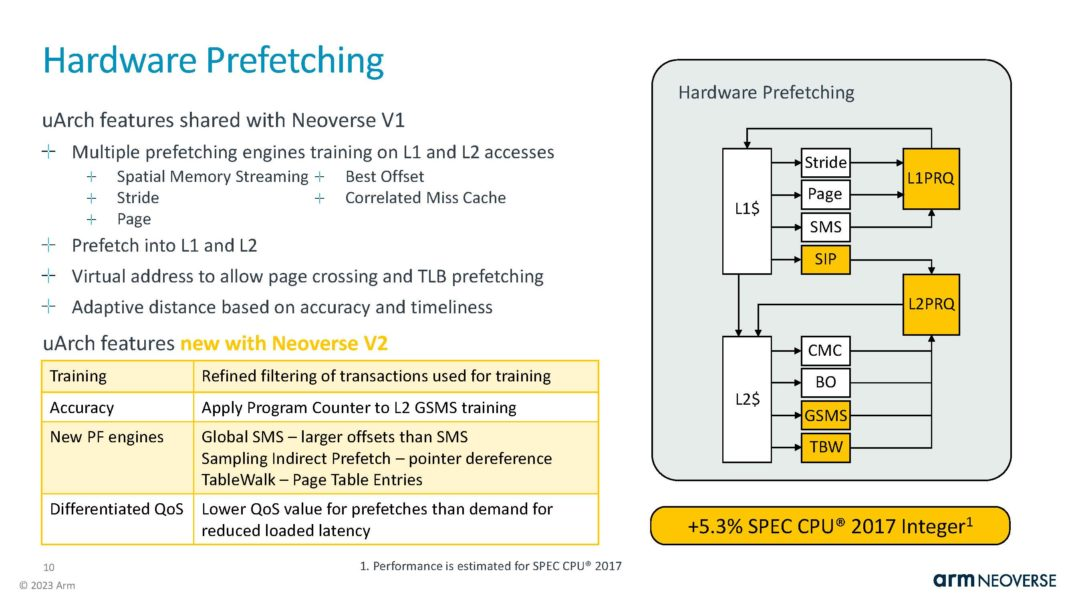 Hardware Prefetching
uArch features shared with Neoverse V1
Multiple prefetching engines training on L1 and L2 accesses
Spatial Memory Streaming
Best Offset
Stride
Correlated Miss Cache
Page
Prefetch into L1 and L2
Virtual address to allow page crossing and TLB prefetching
Adaptive distance based on accuracy and timeliness
uArch features new with Neoverse V2
Training
Refined filtering of transactions used for training
Accuracy
Apply Program Counter to L2 GSMS training
New PF engines
Global SMS – larger offsets than SMS
Sampling Indirect Prefetch – pointer dereference
TableWalk – Page Table Entries
Differentiated QoS
Lower QoS value for prefetches than demand for
reduced loaded latency
Hardware Prefetching
L1$
Stride
Page
SMS
SIP
L1PRQ
L2PRQ
L2$
CMC
BO
GSMS
TBW
+5.3% SPEC CPU® 2017 Integer¹
10
1. Performance is estimated for SPEC CPU® 2017
© 2023 Arm
arm NEOVERSE